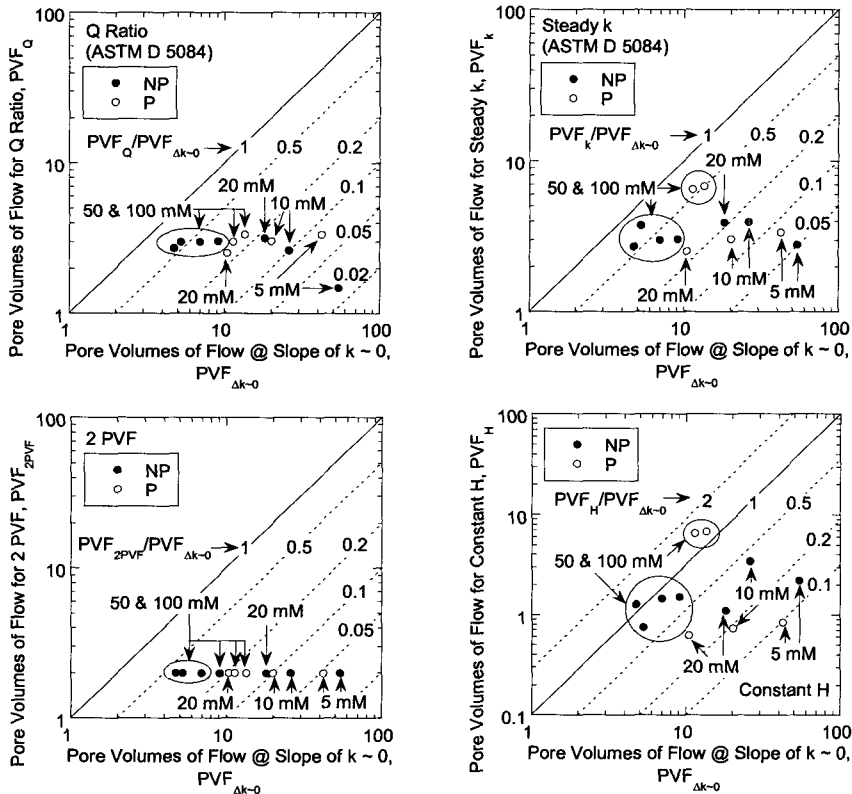 Q Ratio
(ASTM D 5084)
NP
P
PVF_Q/PVF_Δk~0
1
0.5
0.2
0.1
0.05
0.02
50 & 100 mM
20 mM
10 mM
20 mM
5 mM
100
10
1
1
10
100
Pore Volumes of Flow for Q Ratio, PVF_Q
Pore Volumes of Flow @ Slope of k ~ 0,
PVF_Δk~0
Steady k
(ASTM D 5084)
NP
P
PVF_k/PVF_Δk~0
1
0.5
0.2
0.1
0.05
50 & 100 mM
20 mM
20 mM
10 mM
5 mM
100
10
1
1
10
100
Pore Volumes of Flow for Steady k, PVF_k
Pore Volumes of Flow @ Slope of k ~ 0,
PVF_Δk~0
2 PVF
NP
P
PVF_2PVF/PVF_Δk~0
1
0.5
0.2
0.1
0.05
50 & 100 mM
20 mM
20 mM
10 mM
5 mM
100
10
1
1
10
100
Pore Volumes of Flow for 2 PVF, PVF_2PVF
Pore Volumes of Flow @ Slope of k ~ 0,
PVF_Δk~0
NP
P
PVF_H/PVF_Δk~0
2
1
0.5
0.2
0.1
50 & 100 mM
10 mM
20 mM
5 mM
Constant H
100
10
1
0.1
1
10
100
Pore Volumes of Flow for Constant H, PVF_H
Pore Volumes of Flow @ Slope of k ~ 0,
PVF_Δk~0